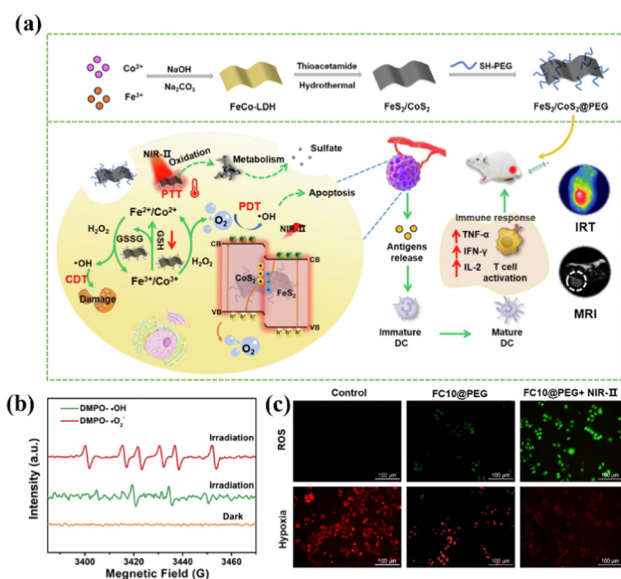 (a)
Co²⁺
Fe³⁺
NaOH
Na₂CO₃
FeCo-LDH
Thioacetamide
Hydrothermal
FeS₂/CoS₂
SH-PEG
FeS₂/CoS₂@PEG
NIR-II
Oxidation
PTT
Metabolism
Sulfate
Apoptosis
Fe²⁺/Co²⁺
O₂
PDT
•OH
NIR-II
H₂O₂
GSSG
GSH
H₂O₂
•OH
CDT
Fe³⁺/Co³⁺
Damage
CB
CB
CoS₂
FeS₂
VB
VB
O₂
Antigens
release
Immature
DC
Mature
DC
Immune response
TNF-α
IFN-γ
IL-2
T cell
activation
IRT
MRI
(b)
DMPO- •OH
DMPO- •O₂⁻
Irradiation
Irradiation
Dark
Intensity (a.u.)
3400 3420 3440 3460
Megnetic Field (G)
(c)
Control FC10@PEG FC10@PEG+ NIR-II
ROS
100 μm 100 μm 100 μm
Hypoxia
100 μm 100 μm 100 μm